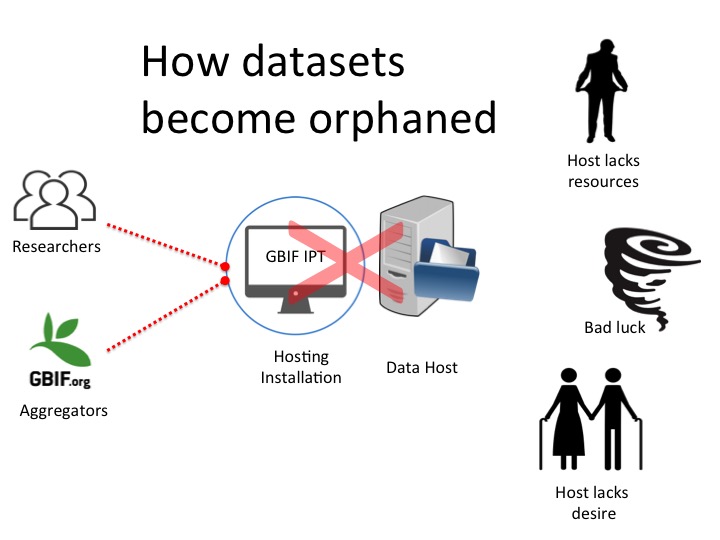 How datasets
become orphaned
Host lacks
resources
Researchers
GBIF IPT
Bad luck
Hosting
Installation
Data Host
GBIF.org
Aggregators
Host lacks
desire